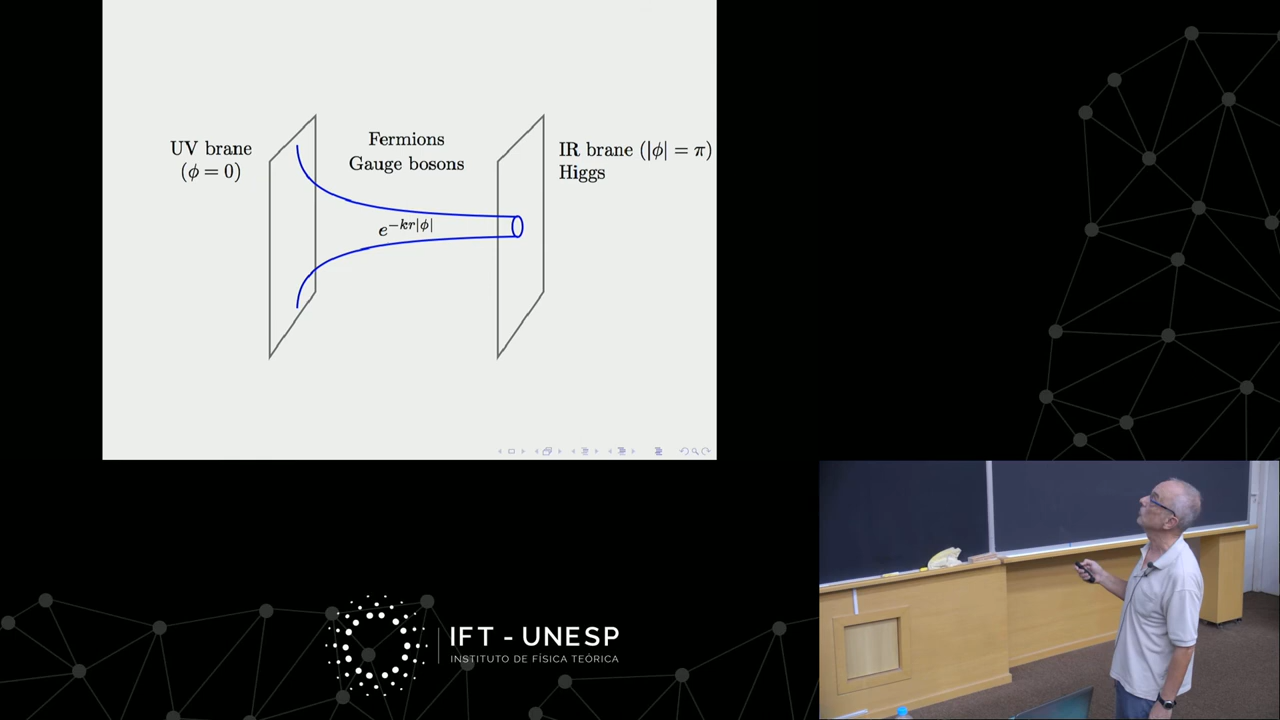 UV brane
(ϕ = 0)
Fermions
Gauge bosons
IR brane (|ϕ| = π)
Higgs
e^{−kr|ϕ|}
IFT - UNESP
INSTITUTO DE FÍSICA TEÓRICA